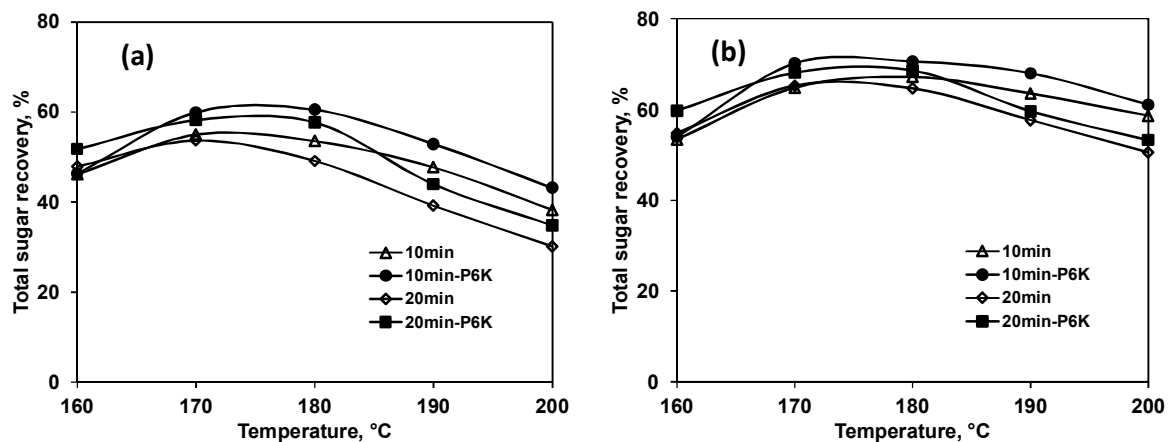 (a)
Total sugar recovery, %
80
60
40
20
0
10min
10min-P6K
20min
20min-P6K
160 170 180 190 200
Temperature, °C
(b)
Total sugar recovery, %
80
60
40
20
0
10min
10min-P6K
20min
20min-P6K
160 170 180 190 200
Temperature, °C